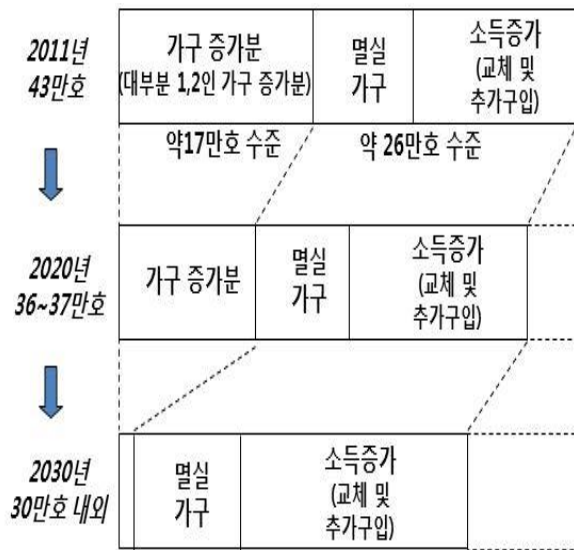 2011년
43만호
가구 증가분
(대부분 1,2인 가구 증가분)
멸실
가구
소득증가
(교체 및
추가구입)
약17만호 수준
약 26만호 수준
2020년
36~37만호
가구 증가분
멸실
가구
소득증가
(교체 및
추가구입)
2030년
30만호 내외
멸실
가구
소득증가
(교체 및
추가구입)